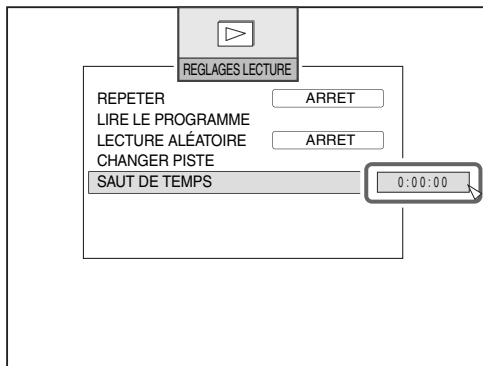 REGLAGES LECTURE
REPETER ARRET
LIRE LE PROGRAMME
LECTURE ALÉATOIRE ARRET
CHANGER PISTE
SAUT DE TEMPS 0:00:00